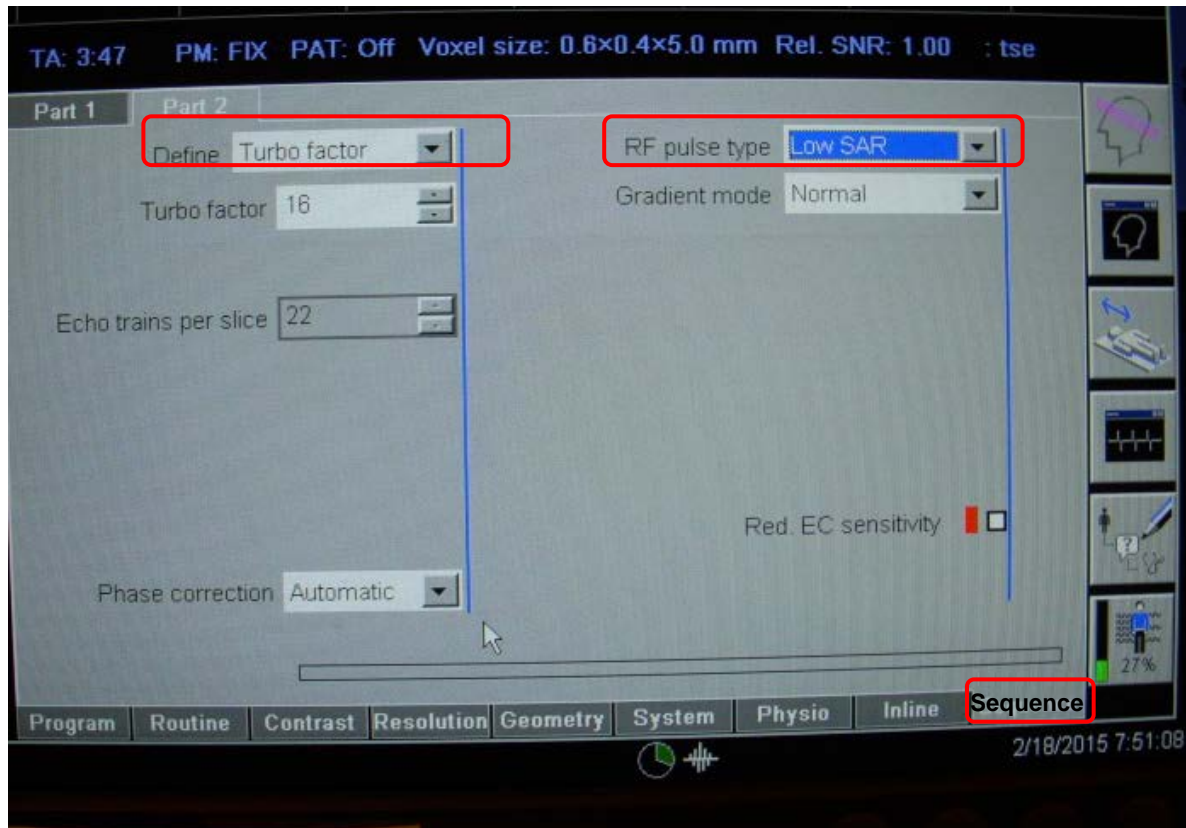 TA: 3:47 PM: FIX PAT: Off Voxel size: 0.6×0.4×5.0 mm Rel. SNR: 1.00 : tse
Part 1 Part 2
Define Turbo factor
RF pulse type Low SAR
Turbo factor 16
Gradient mode Normal
Echo trains per slice 22
Red. EC sensitivity
Phase correction Automatic
?
27%
Program Routine Contrast Resolution Geometry System Physio Inline Sequence
2/18/2015 7:51:08